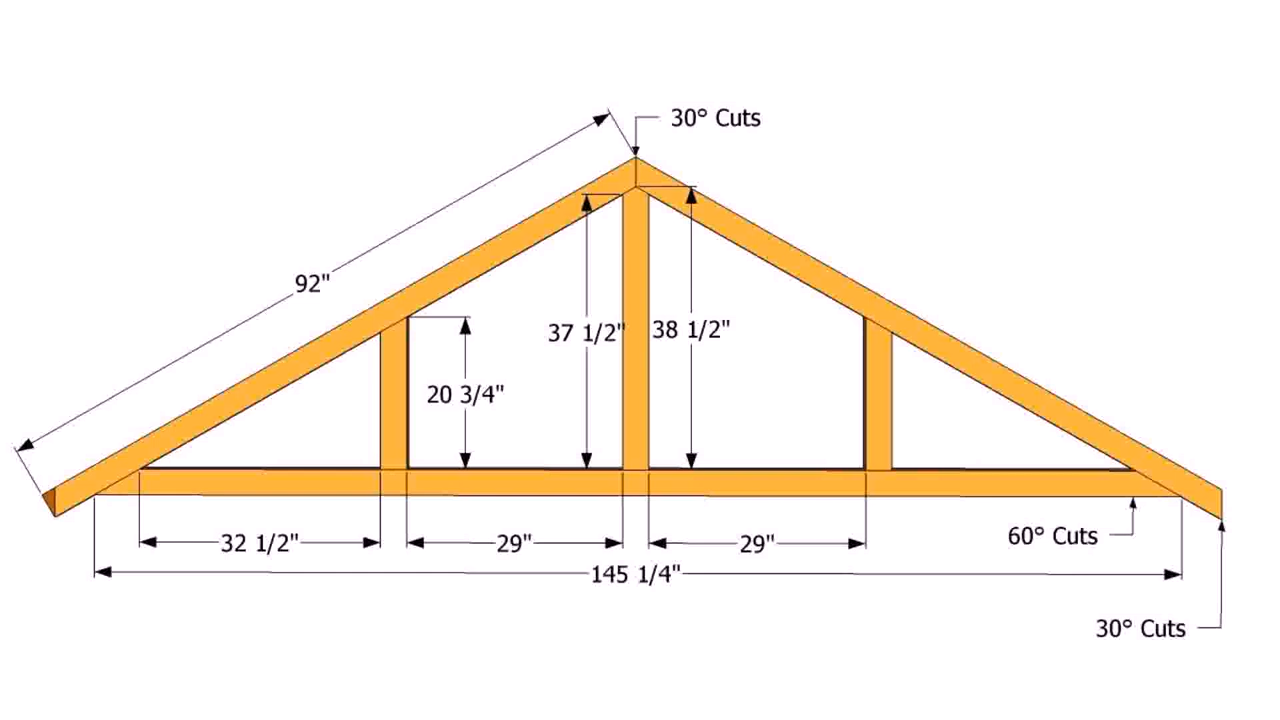 30° Cuts
92"
37 1/2"
38 1/2"
20 3/4"
32 1/2"
29"
29"
60° Cuts
145 1/4"
30° Cuts